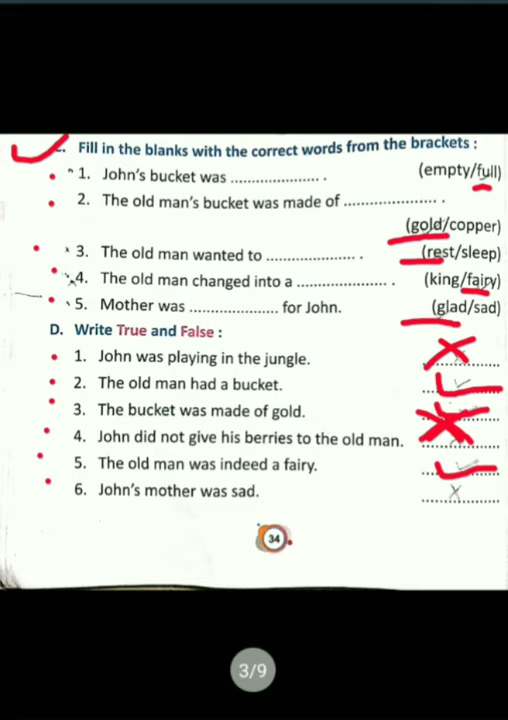 C. Fill in the blanks with the correct words from the brackets :
1. John's bucket was .................... . (empty/full)
2. The old man's bucket was made of ..................... .
(gold/copper)
3. The old man wanted to .................... . (rest/sleep)
4. The old man changed into a ...................... . (king/fairy)
5. Mother was .................... for John. (glad/sad)
D. Write True and False :
1. John was playing in the jungle. ..................
2. The old man had a bucket. ..................
3. The bucket was made of gold. ..................
4. John did not give his berries to the old man. ..................
5. The old man was indeed a fairy. ..................
6. John's mother was sad. ..................
34
3/9